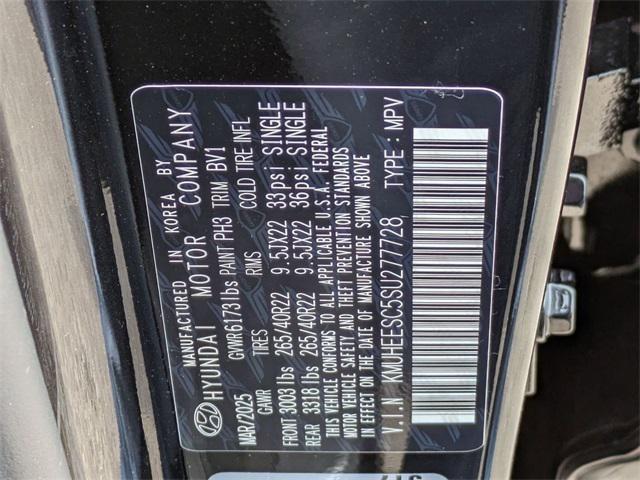 MANUFACTURED IN KOREA BY
HYUNDAI MOTOR COMPANY
MAR/2025 GVWR6173lbs PAINT PH3 TRIM BV1
GAWR TIRES RIMS COLD TIRE INFL
FRONT 3003 lbs 265/40R22 9.5JX22 33psi SINGLE
REAR 3318 lbs 265/40R22 9.5JX22 36psi SINGLE
THIS VEHICLE CONFORMS TO ALL APPLICABLE U.S.A. FEDERAL
MOTOR VEHICLE SAFETY AND THEFT PREVENTION STANDARDS
IN EFFECT ON THE DATE OF MANUFACTURE SHOWN ABOVE
V.I.N : KMUHEESC5SU277728, TYPE : MPV